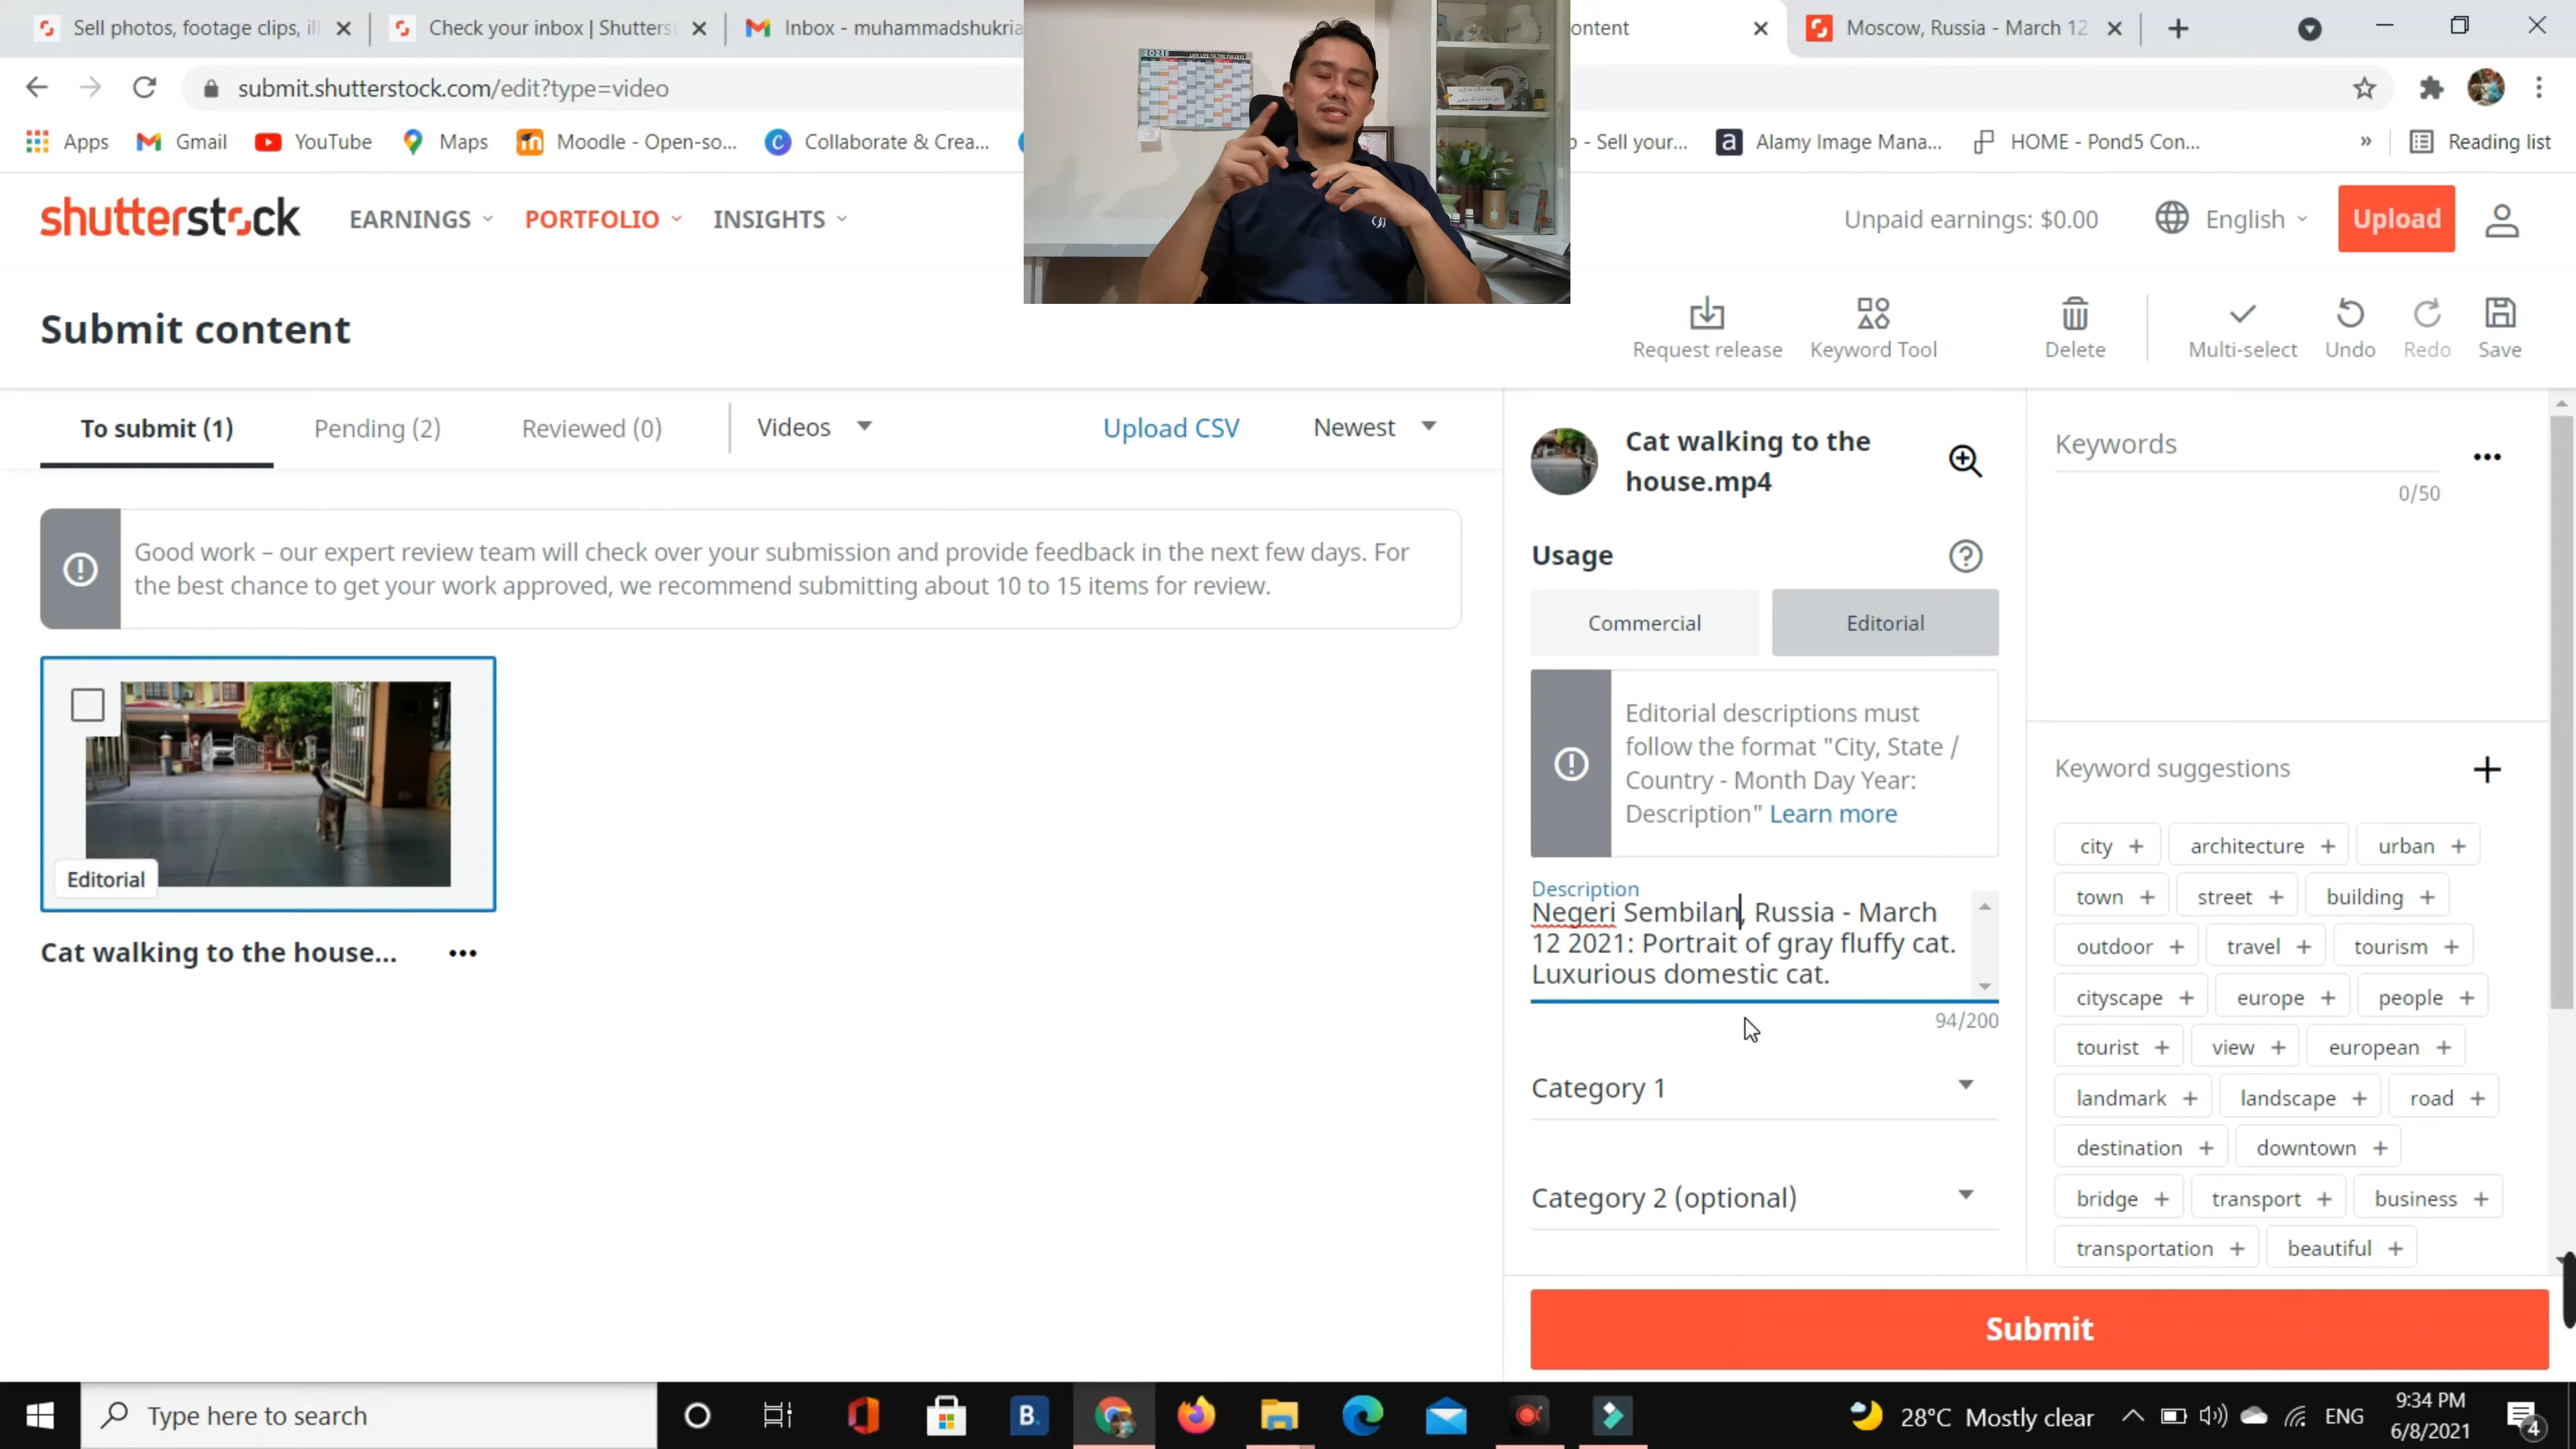 Sell photos, footage clips, ill
Check your inbox | Shutterst
Inbox - muhammadshukria
ontent
Moscow, Russia - March 12
submit.shutterstock.com/edit?type=video
Apps
Gmail
YouTube
Maps
Moodle - Open-so...
Collaborate & Crea...
- Sell your...
Alamy Image Mana...
HOME - Pond5 Con...
»
Reading list
2021
shutterstock
EARNINGS
PORTFOLIO
INSIGHTS
Unpaid earnings: $0.00
English
Upload
Submit content
Request release
Keyword Tool
Delete
Multi-select
Undo
Redo
Save
To submit (1)
Pending (2)
Reviewed (0)
Videos
Upload CSV
Newest
Good work – our expert review team will check over your submission and provide feedback in the next few days. For
the best chance to get your work approved, we recommend submitting about 10 to 15 items for review.
Editorial
Cat walking to the house...
Cat walking to the
house.mp4
Usage
Commercial
Editorial
Editorial descriptions must
follow the format "City, State /
Country - Month Day Year:
Description" Learn more
Description
Negeri Sembilan, Russia - March
12 2021: Portrait of gray fluffy cat.
Luxurious domestic cat.
94/200
Category 1
Category 2 (optional)
Keywords
0/50
Keyword suggestions
city +
architecture +
urban +
town +
street +
building +
outdoor +
travel +
tourism +
cityscape +
europe +
people +
tourist +
view +
european +
landmark +
landscape +
road +
destination +
downtown +
bridge +
transport +
business +
transportation +
beautiful +
Submit
Type here to search
B.
28°C Mostly clear
ENG
9:34 PM
6/8/2021
4